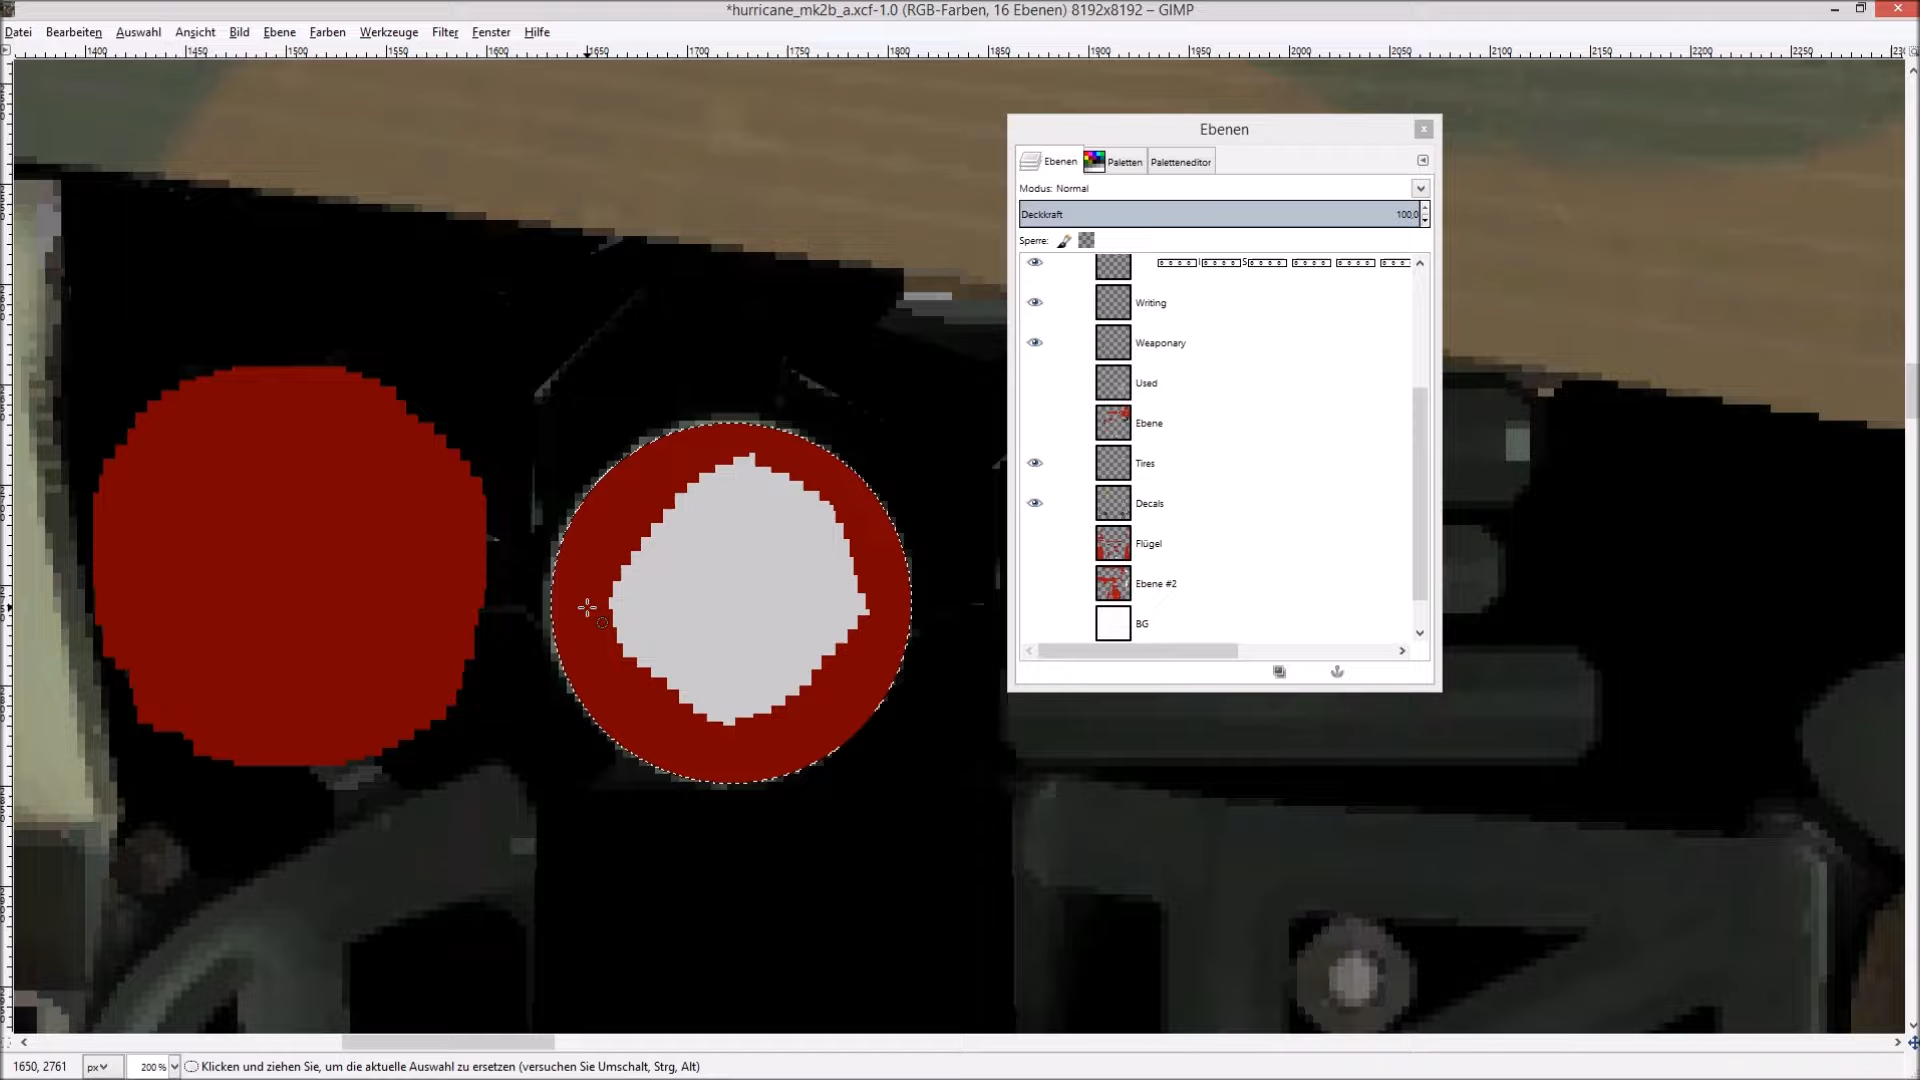 *hurricane_mk2b_a.xcf-1.0 (RGB-Farben, 16 Ebenen) 8192x8192 – GIMP
Datei Bearbeiten Auswahl Ansicht Bild Ebene Farben Werkzeuge Filter Fenster Hilfe
1400 1450 1500 1550 1600 1650 1700 1750 1800 1850 1900 1950 2000 2050 2100 2150 2200 2250
Ebenen
Ebenen Paletten Paletteneditor
Modus: Normal
Deckkraft 100,0
Sperre:
Writing
Weaponary
Used
Ebene
Tires
Decals
Flügel
Ebene #2
BG
1650, 2761 px 200 % Klicken und ziehen Sie, um die aktuelle Auswahl zu ersetzen (versuchen Sie Umschalt, Strg, Alt)